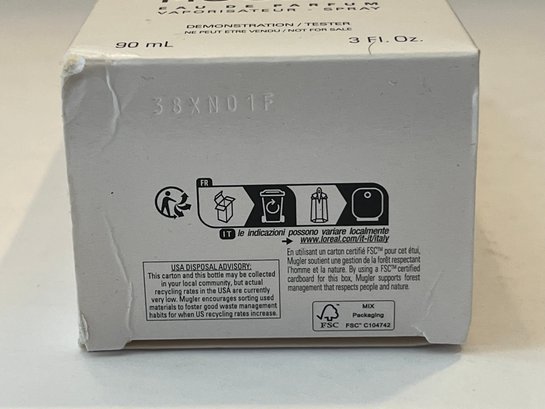 EAU DE PARFUM
VAPORISATEUR - SPRAY
DEMONSTRATION / TESTER
NE PEUT ETRE VENDU / NOT FOR SALE
90 mL 3 Fl. Oz.
38XN01F
FR
IT le indicazioni possono variare localmente
www.loreal.com/it-it/italy
En utilisant un carton certifié FSC™ pour cet étui,
Mugler soutient une gestion de la forêt respectant
l'homme et la nature. By using a FSC™ certified
cardboard for this box, Mugler supports forest
management that respects people and nature.
USA DISPOSAL ADVISORY:
This carton and this bottle may be collected
in your local community, but actual
recycling rates in the USA are currently
very low. Mugler encourages sorting used
materials to foster good waste management
habits for when US recycling rates increase.
FSC
MIX
Packaging
FSC™ C104742